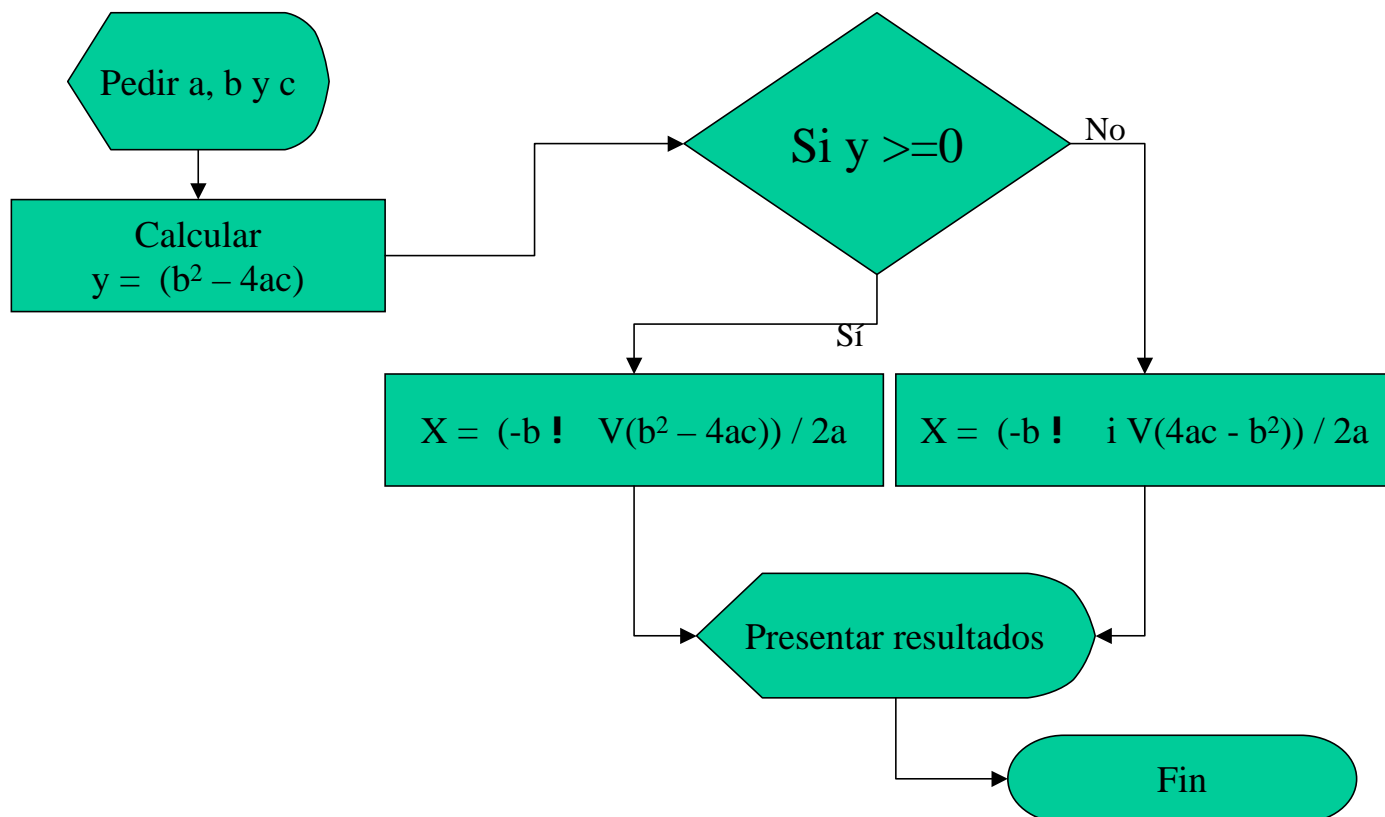 Pedir a, b y c
Calcular
y =  (b² – 4ac)
Si y >=0
No
Sí
X =  (-b !   V(b² – 4ac)) / 2a
X =  (-b !    i V(4ac - b²)) / 2a
Presentar resultados
Fin